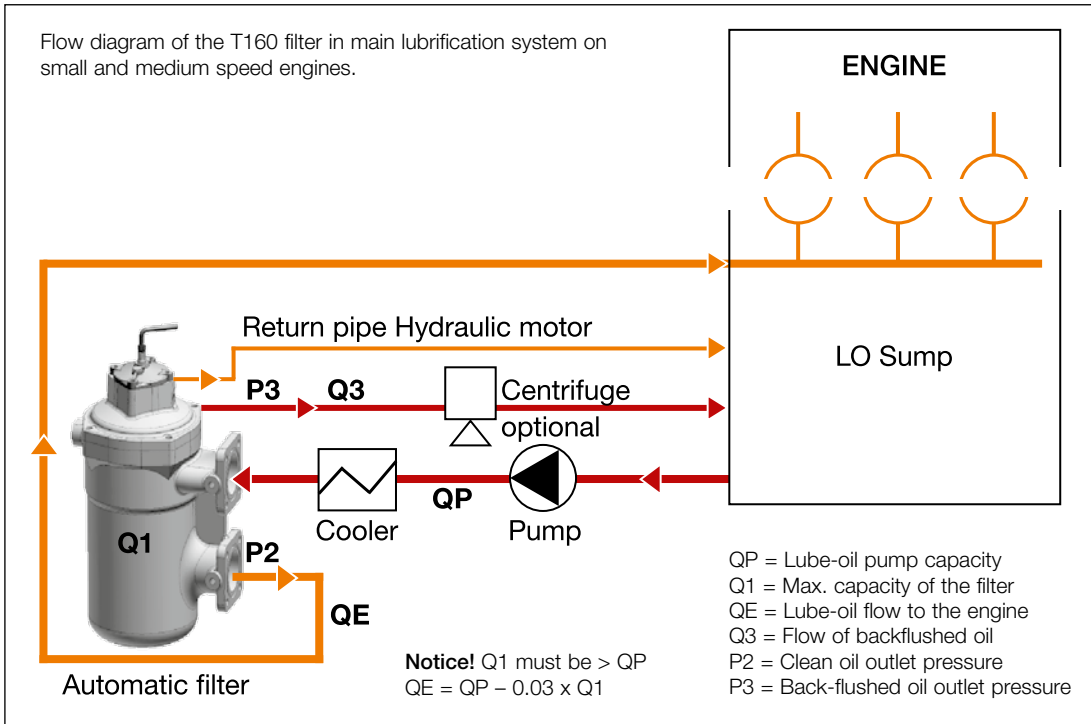 Flow diagram of the T160 filter in main lubrification system on
small and medium speed engines.
ENGINE
Return pipe Hydraulic motor
LO Sump
P3
Q3
Centrifuge
optional
QP
Cooler
Pump
Q1
P2
QE
Automatic filter
Notice! Q1 must be > QP
QE = QP – 0.03 x Q1
QP = Lube-oil pump capacity
Q1 = Max. capacity of the filter
QE = Lube-oil flow to the engine
Q3 = Flow of backflushed oil
P2 = Clean oil outlet pressure
P3 = Back-flushed oil outlet pressure